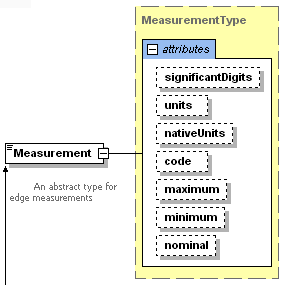 MeasurementType
attributes
significantDigits
units
nativeUnits
code
maximum
minimum
nominal
Measurement
An abstract type for
edge measurements